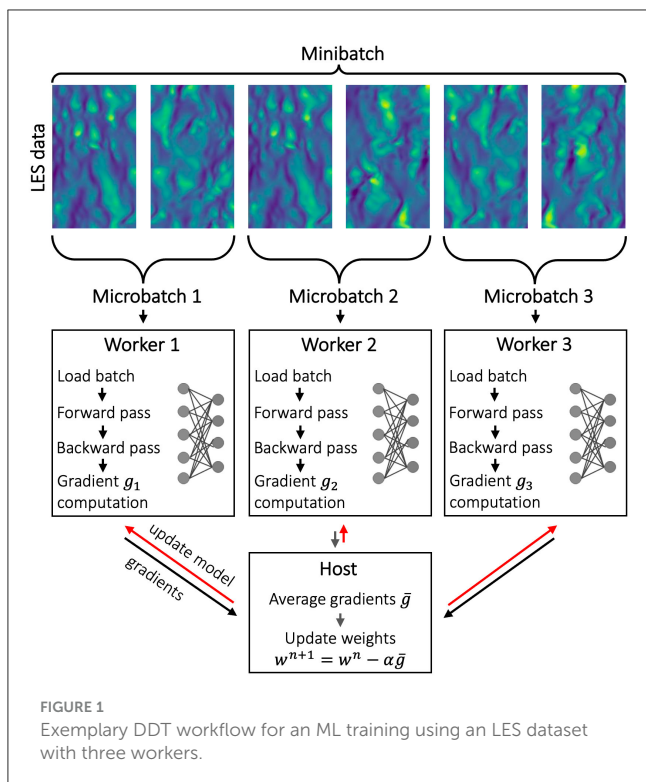 Minibatch
LES data
Microbatch 1
Microbatch 2
Microbatch 3
Worker 1
Load batch
Forward pass
Backward pass
Gradient g₁
computation
Worker 2
Load batch
Forward pass
Backward pass
Gradient g₂
computation
Worker 3
Load batch
Forward pass
Backward pass
Gradient g₃
computation
update model
gradients
Host
Average gradients ḡ
Update weights
wⁿ⁺¹ = wⁿ − αḡ
FIGURE 1
Exemplary DDT workflow for an ML training using an LES dataset
with three workers.